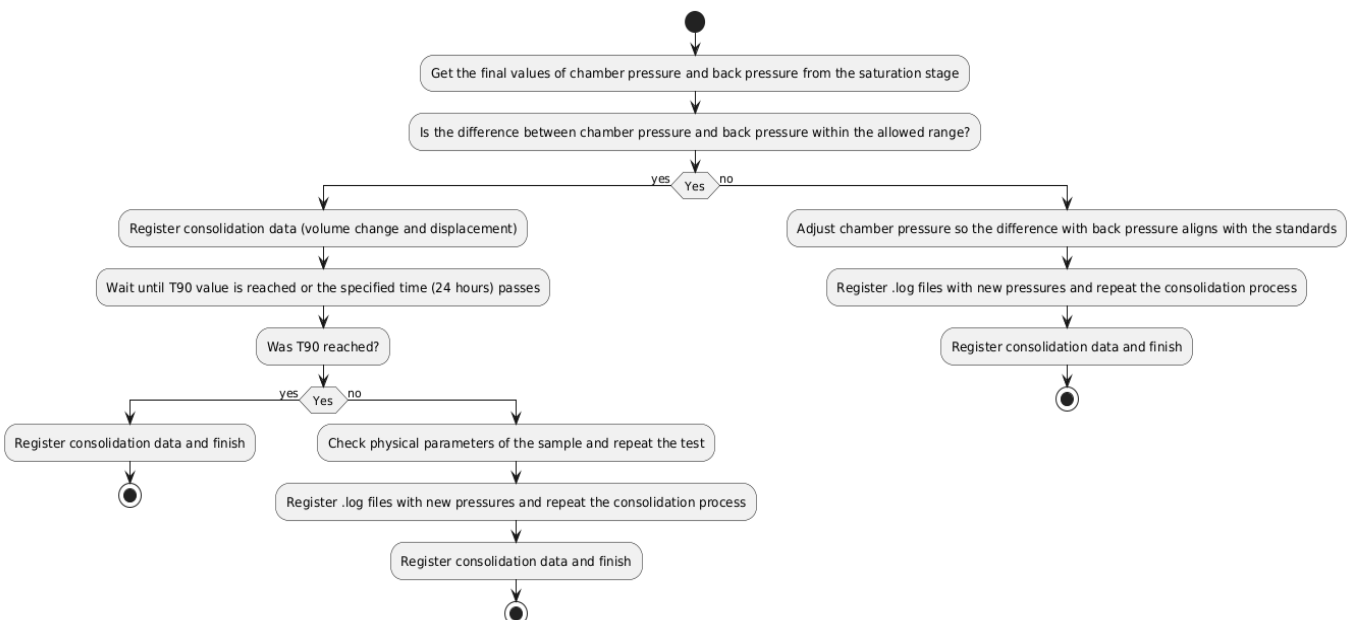 Get the final values of chamber pressure and back pressure from the saturation stage
Is the difference between chamber pressure and back pressure within the allowed range?
yes
Yes
no
Register consolidation data (volume change and displacement)
Adjust chamber pressure so the difference with back pressure aligns with the standards
Wait until T90 value is reached or the specified time (24 hours) passes
Register .log files with new pressures and repeat the consolidation process
Was T90 reached?
Register consolidation data and finish
yes
Yes
no
Register consolidation data and finish
Check physical parameters of the sample and repeat the test
Register .log files with new pressures and repeat the consolidation process
Register consolidation data and finish